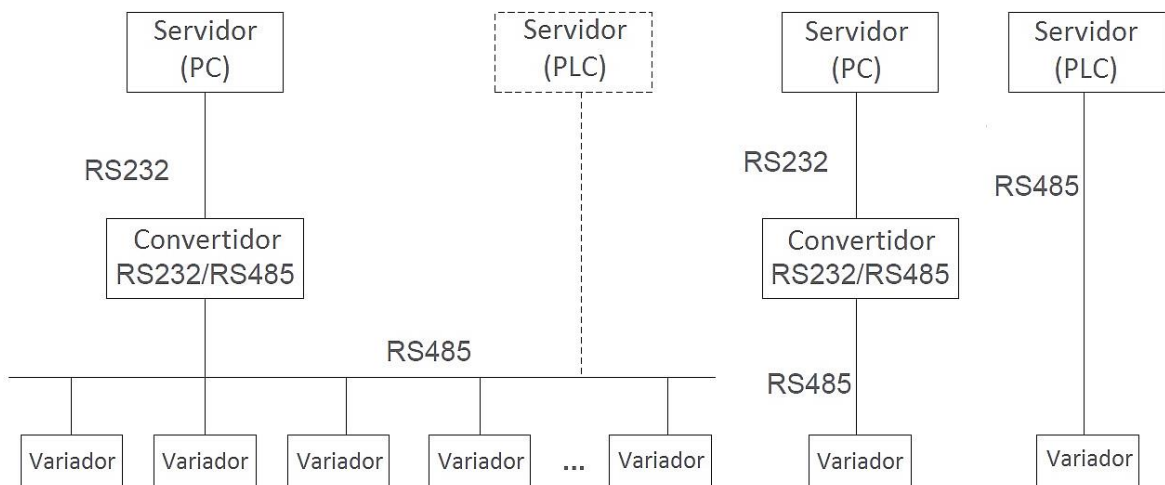 Servidor
(PC)
Servidor
(PLC)
Servidor
(PC)
Servidor
(PLC)
RS232
RS232
RS485
Convertidor
RS232/RS485
Convertidor
RS232/RS485
RS485
RS485
Variador
Variador
Variador
Variador
...
Variador
Variador
Variador